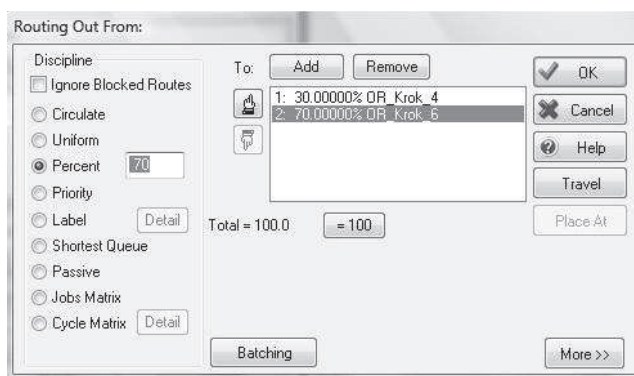 Routing Out From:
Discipline
Ignore Blocked Routes
Circulate
Uniform
Percent 70
Priority
Label Detail
Shortest Queue
Passive
Jobs Matrix
Cycle Matrix Detail
To: Add Remove
1: 30.00000% OR_Krok_4
2: 70.00000% OR_Krok_6
Total = 100.0 = 100
Batching
OK
Cancel
Help
Travel
Place At
More >>